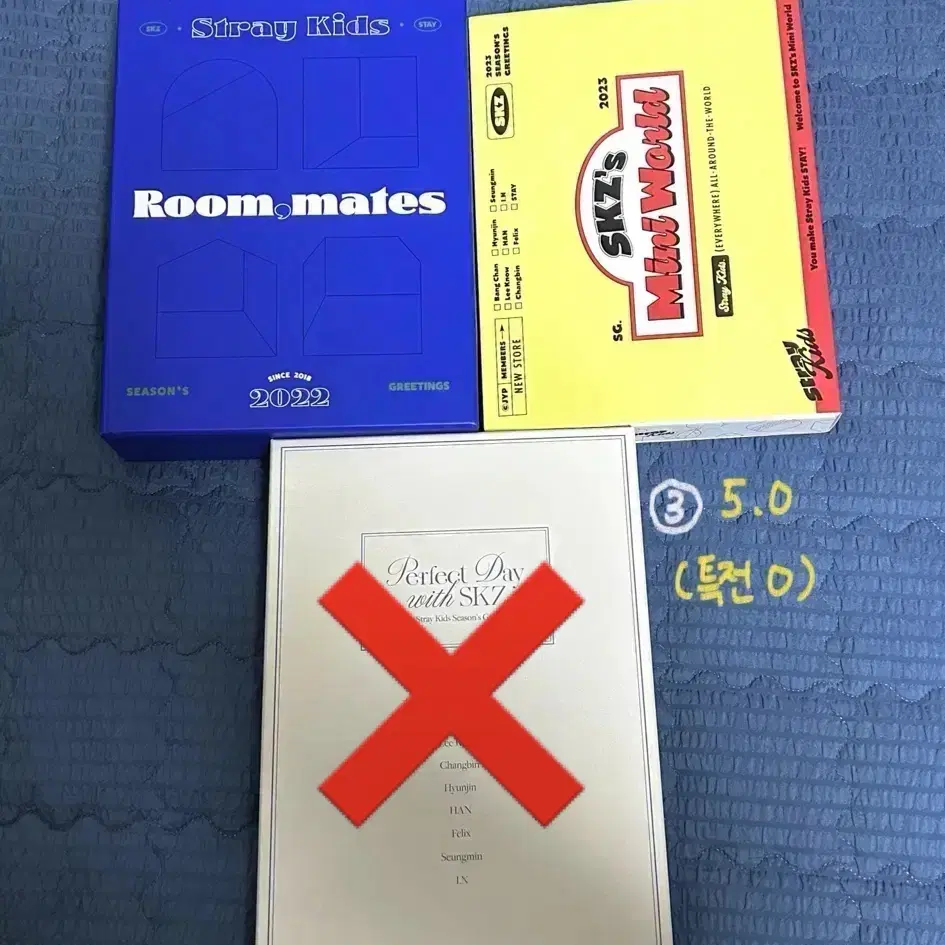 SKZ • Stray Kids • STAY
Room,mates
SEASON'S
SINCE 2018
2022
GREETINGS
2023
SEASON'S
GREETINGS
SKZ
©JYP MEMBERS →
NEW STORE
□ Bang Chan □ Hyunjin □ Seungmin
□ Lee Know □ HAN □ I.N
□ Changbin □ Felix □ STAY
SG.
2023
SKZ's
Mini World
Stray Kids (EVERYWHERE) ALL-AROUND-THE-WORLD
Stray Kids
You make Stray Kids STAY! Welcome to SKZ's Mini World
③ 5.0
(특전 O)
Perfect Day
with SKZ
Stray Kids Season's
Changbin
Hyunjin
HAN
Felix
Seungmin
I.N